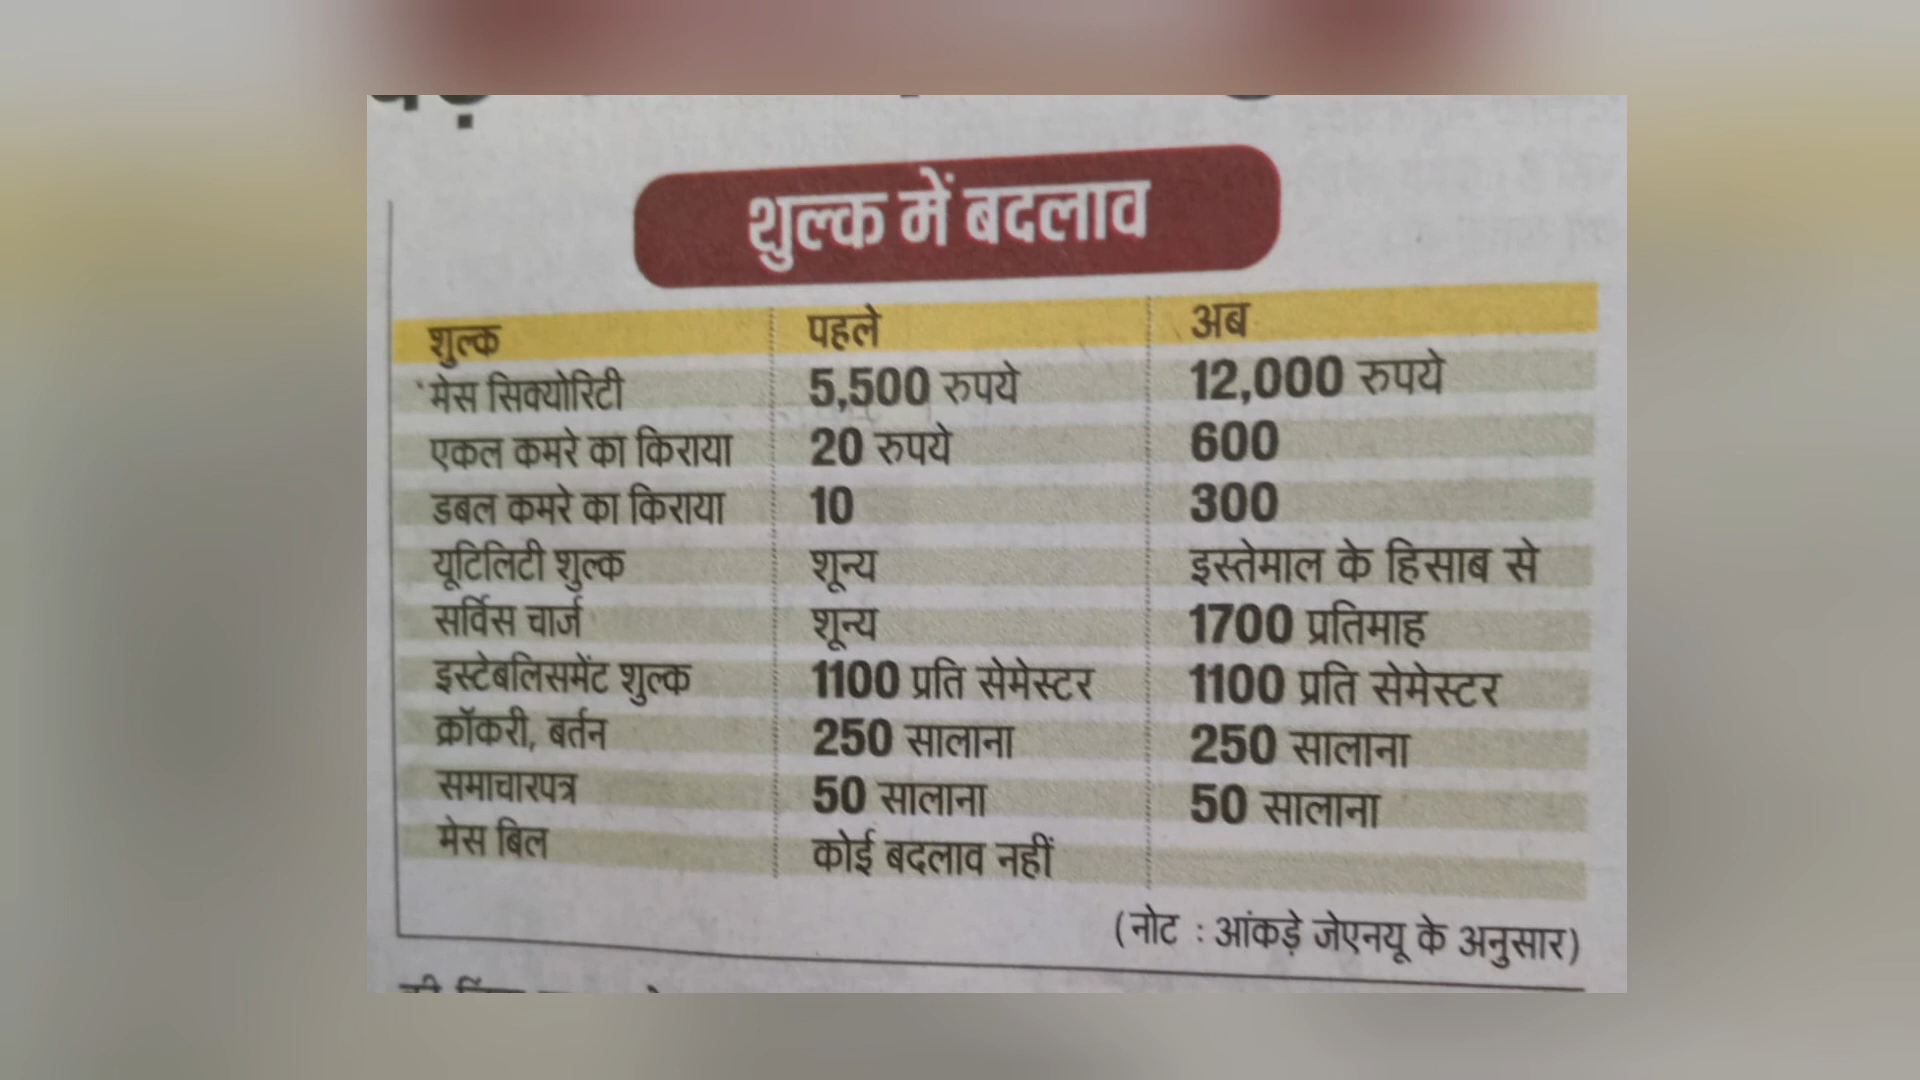 शुल्क में बदलाव
शुल्क पहले अब
मेस सिक्योरिटी 5,500 रुपये 12,000 रुपये
एकल कमरे का किराया 20 रुपये 600
डबल कमरे का किराया 10 300
यूटिलिटी शुल्क शून्य इस्तेमाल के हिसाब से
सर्विस चार्ज शून्य 1700 प्रतिमाह
इस्टेबलिसमेंट शुल्क 1100 प्रति सेमेस्टर 1100 प्रति सेमेस्टर
क्रॉकरी, बर्तन 250 सालाना 250 सालाना
समाचारपत्र 50 सालाना 50 सालाना
मेस बिल कोई बदलाव नहीं
(नोट : आंकड़े जेएनयू के अनुसार)